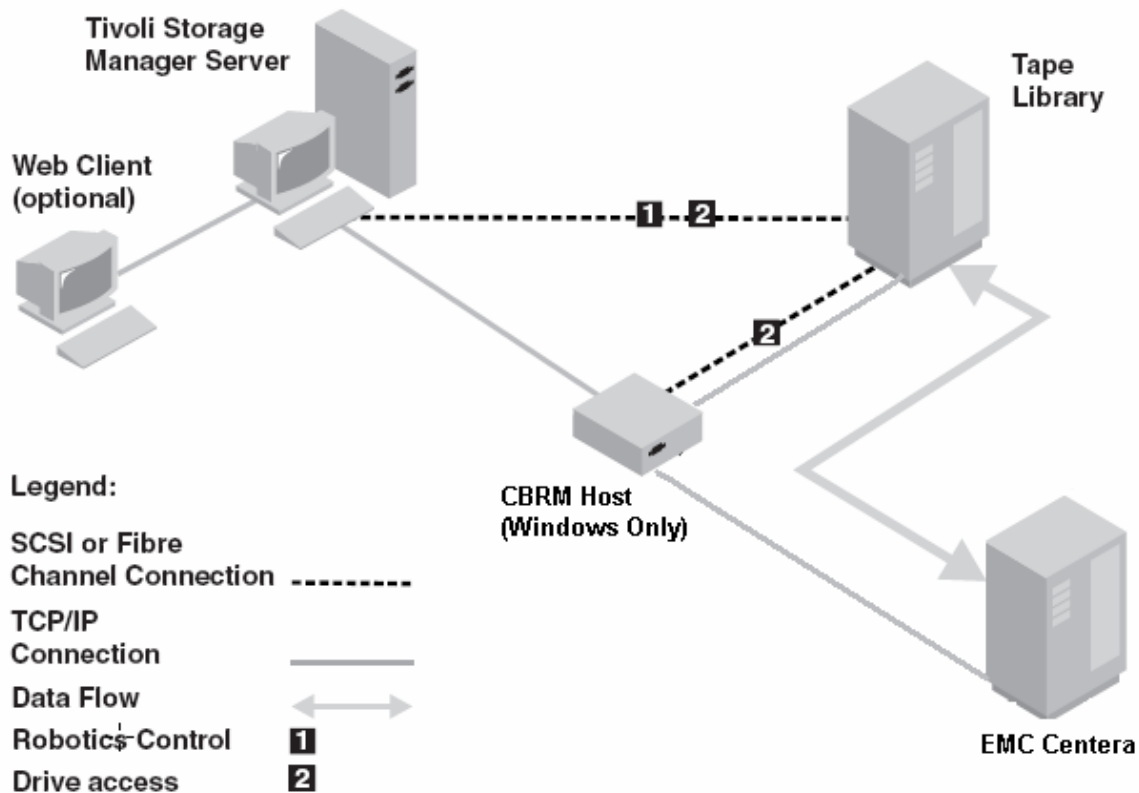 Tivoli Storage
Manager Server
Tape
Library
Web Client
(optional)
1
2
2
CBRM Host
(Windows Only)
Legend:
SCSI or Fibre
Channel Connection
TCP/IP
Connection
Data Flow
Robotics Control
1
Drive access
2
EMC Centera